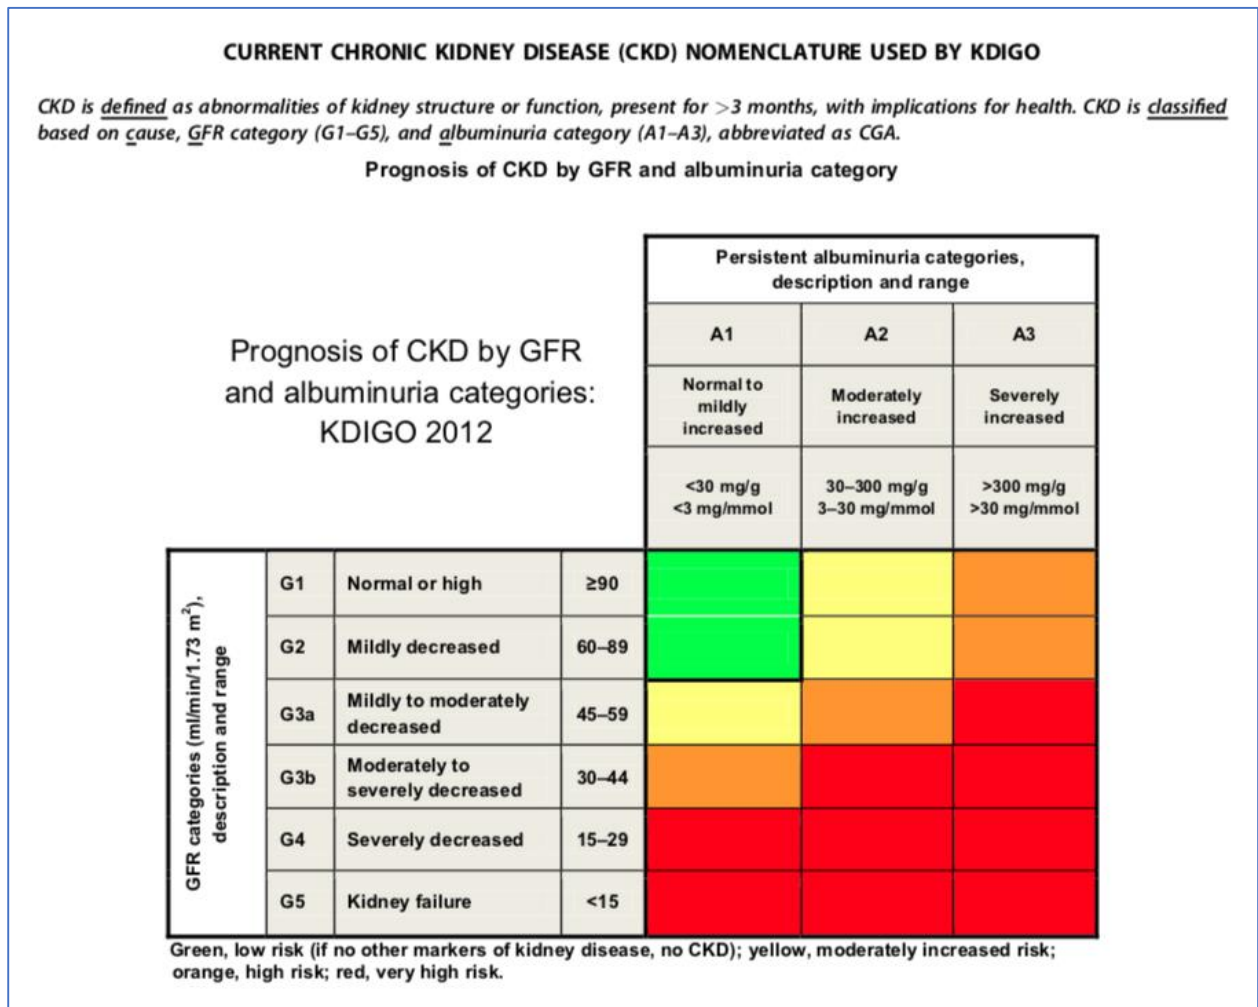 CURRENT CHRONIC KIDNEY DISEASE (CKD) NOMENCLATURE USED BY KDIGO
CKD is defined as abnormalities of kidney structure or function, present for >3 months, with implications for health. CKD is classified
based on cause, GFR category (G1–G5), and albuminuria category (A1–A3), abbreviated as CGA.
Prognosis of CKD by GFR and albuminuria category
Prognosis of CKD by GFR
and albuminuria categories:
KDIGO 2012
Persistent albuminuria categories,
description and range
A1
A2
A3
Normal to
mildly
increased
Moderately
increased
Severely
increased
<30 mg/g
<3 mg/mmol
30–300 mg/g
3–30 mg/mmol
>300 mg/g
>30 mg/mmol
GFR categories (ml/min/1.73 m²),
description and range
G1
Normal or high
≥90
G2
Mildly decreased
60–89
G3a
Mildly to moderately
decreased
45–59
G3b
Moderately to
severely decreased
30–44
G4
Severely decreased
15–29
G5
Kidney failure
<15
Green, low risk (if no other markers of kidney disease, no CKD); yellow, moderately increased risk;
orange, high risk; red, very high risk.